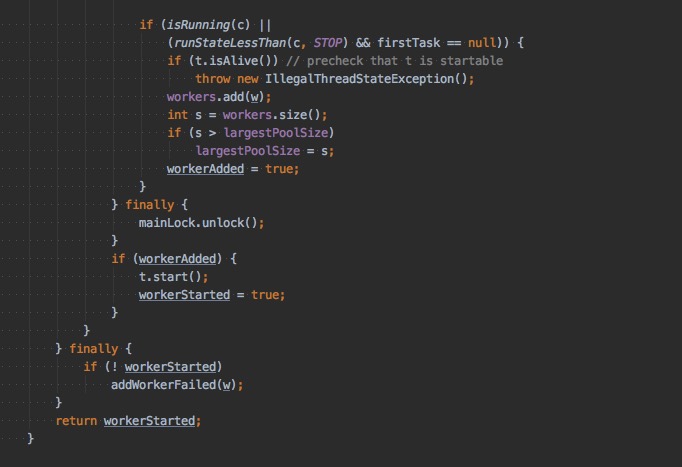 if (isRunning(c) ||
(runStateLessThan(c, STOP) && firstTask == null)) {
if (t.isAlive()) // precheck that t is startable
throw new IllegalThreadStateException();
workers.add(w);
int s = workers.size();
if (s > largestPoolSize)
largestPoolSize = s;
workerAdded = true;
}
} finally {
mainLock.unlock();
}
if (workerAdded) {
t.start();
workerStarted = true;
}
}
} finally {
if (! workerStarted)
addWorkerFailed(w);
}
return workerStarted;
}